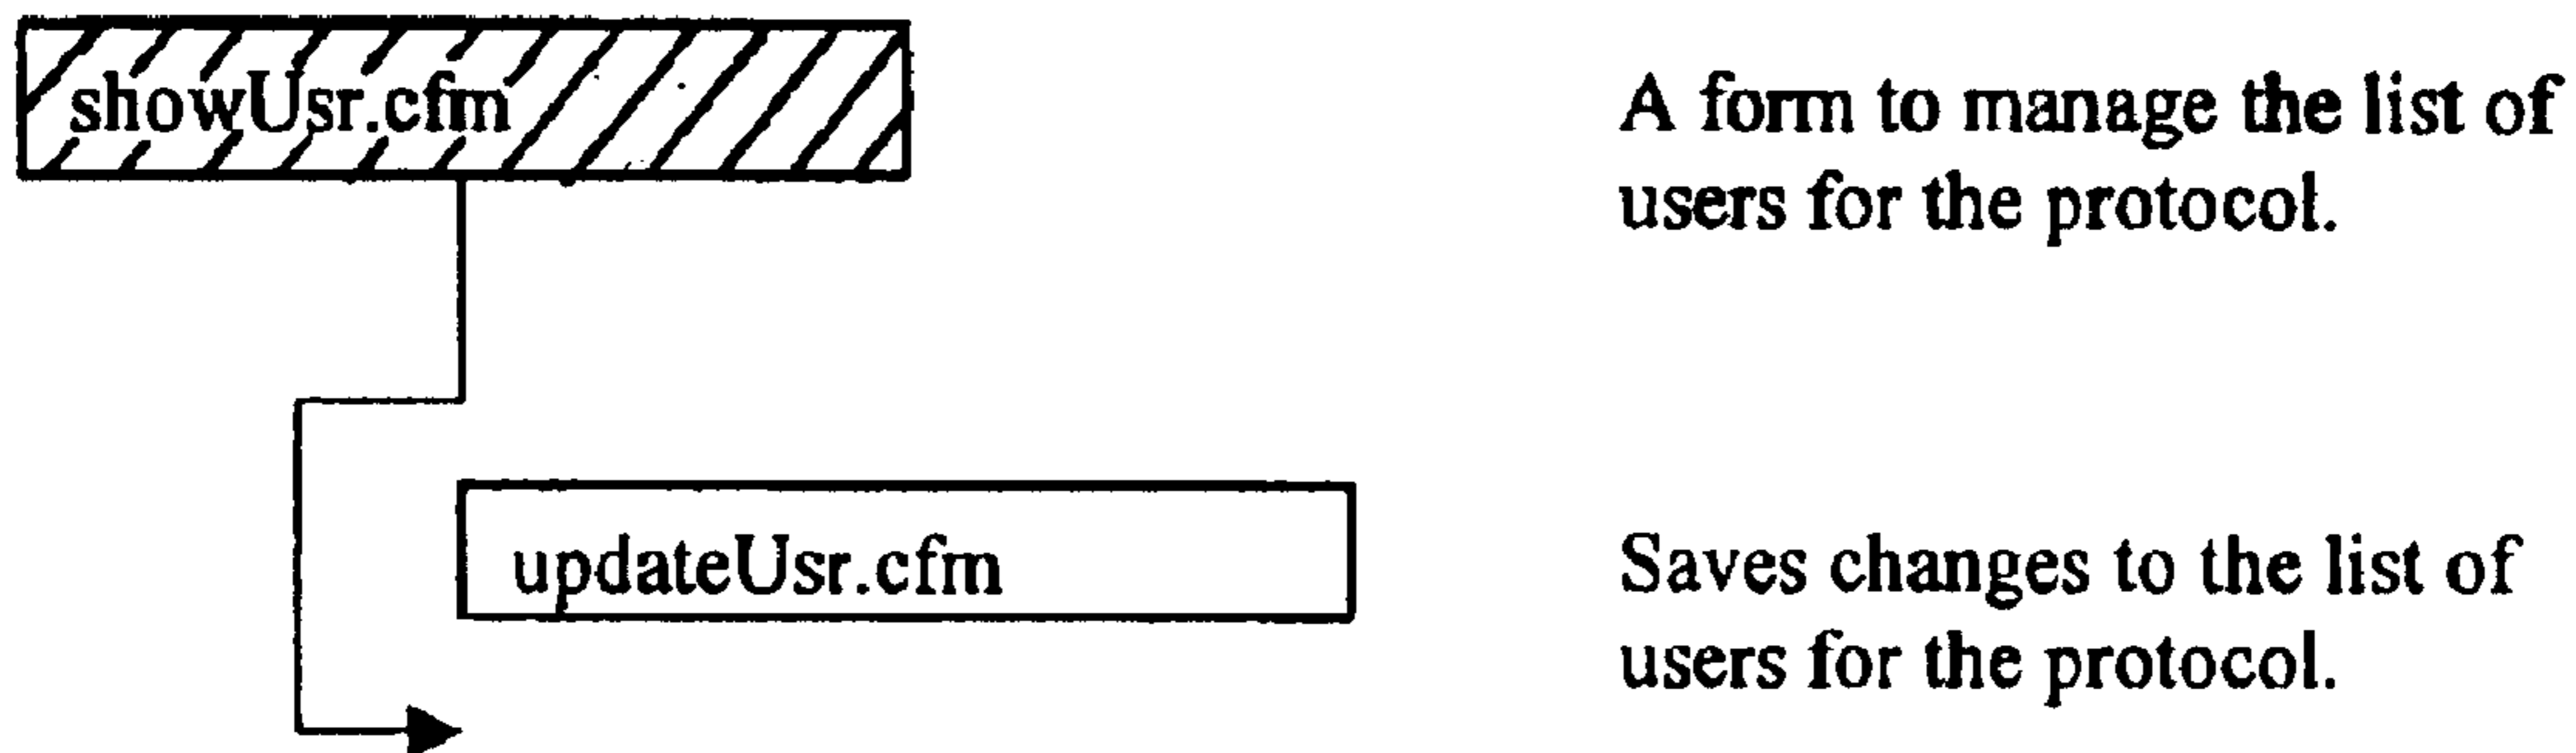 showUsr.cfm
A form to manage the list of
users for the protocol.
updateUsr.cfm
Saves changes to the list of
users for the protocol.